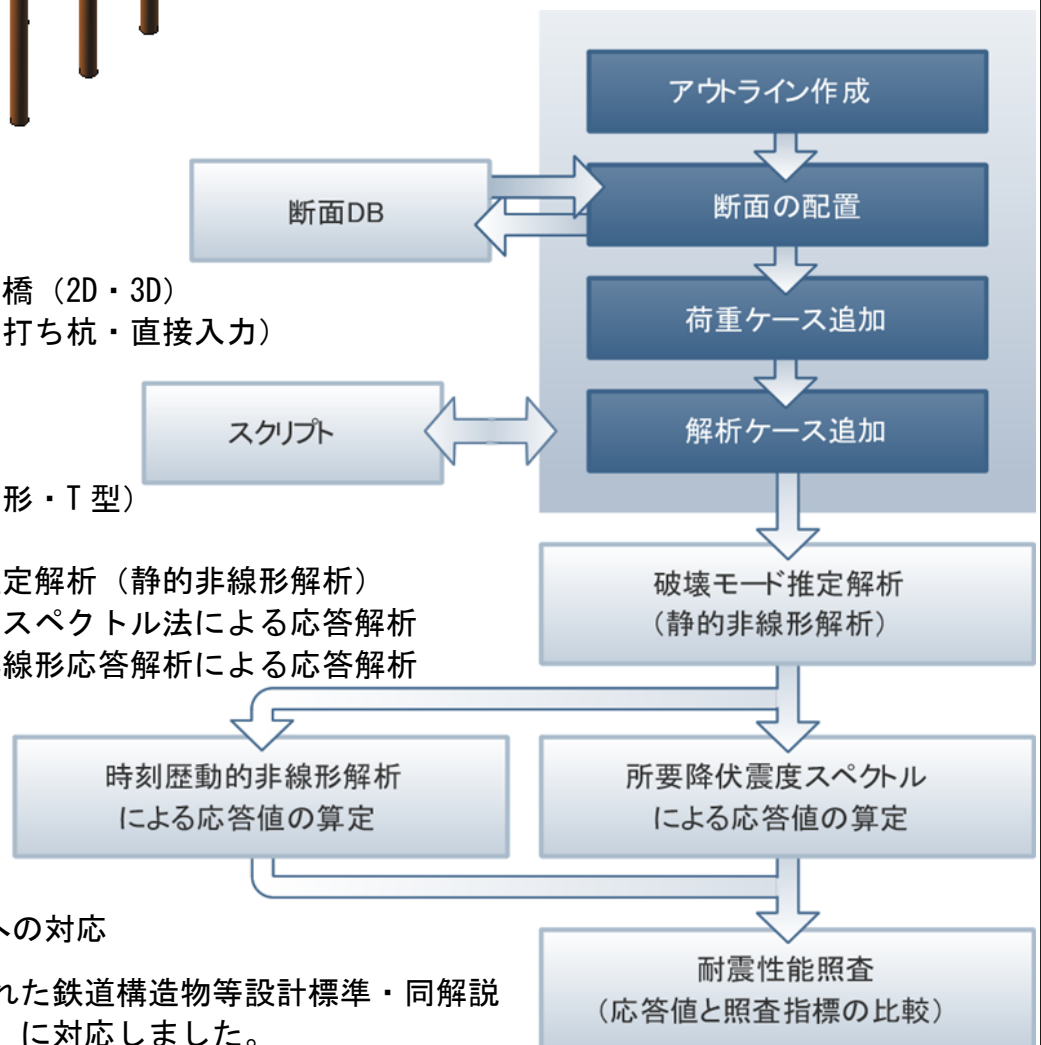 アウトライン作成
断面DB
断面の配置
橋（2D・3D）
打ち杭・直接入力）
荷重ケース追加
スクリプト
解析ケース追加
形・T型）
定解析（静的非線形解析）
スペクトル法による応答解析
線形応答解析による応答解析
破壊モード推定解析
（静的非線形解析）
時刻歴動的非線形解析
による応答値の算定
所要降伏震度スペクトル
による応答値の算定
への対応
れた鉄道構造物等設計標準・同解説
に対応しました。
耐震性能照査
（応答値と照査指標の比較）